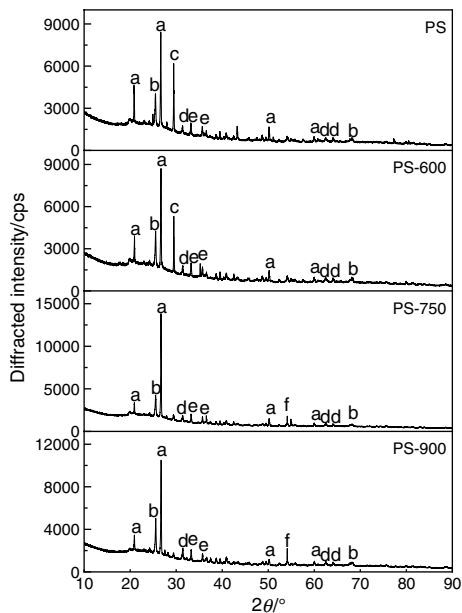 PS
9000
6000
3000
0
a
a
b
c
d
e
e
a
a
d
d
b
PS-600
9000
6000
3000
0
a
a
b
c
d
e
e
a
a
d
d
b
PS-750
15000
10000
5000
0
a
a
b
d
e
e
a
f
a
d
d
b
PS-900
12000
8000
4000
0
a
a
b
d
e
e
a
f
a
d
d
b
10 20 30 40 50 60 70 80 90
2θ/°
Diffracted intensity/cps